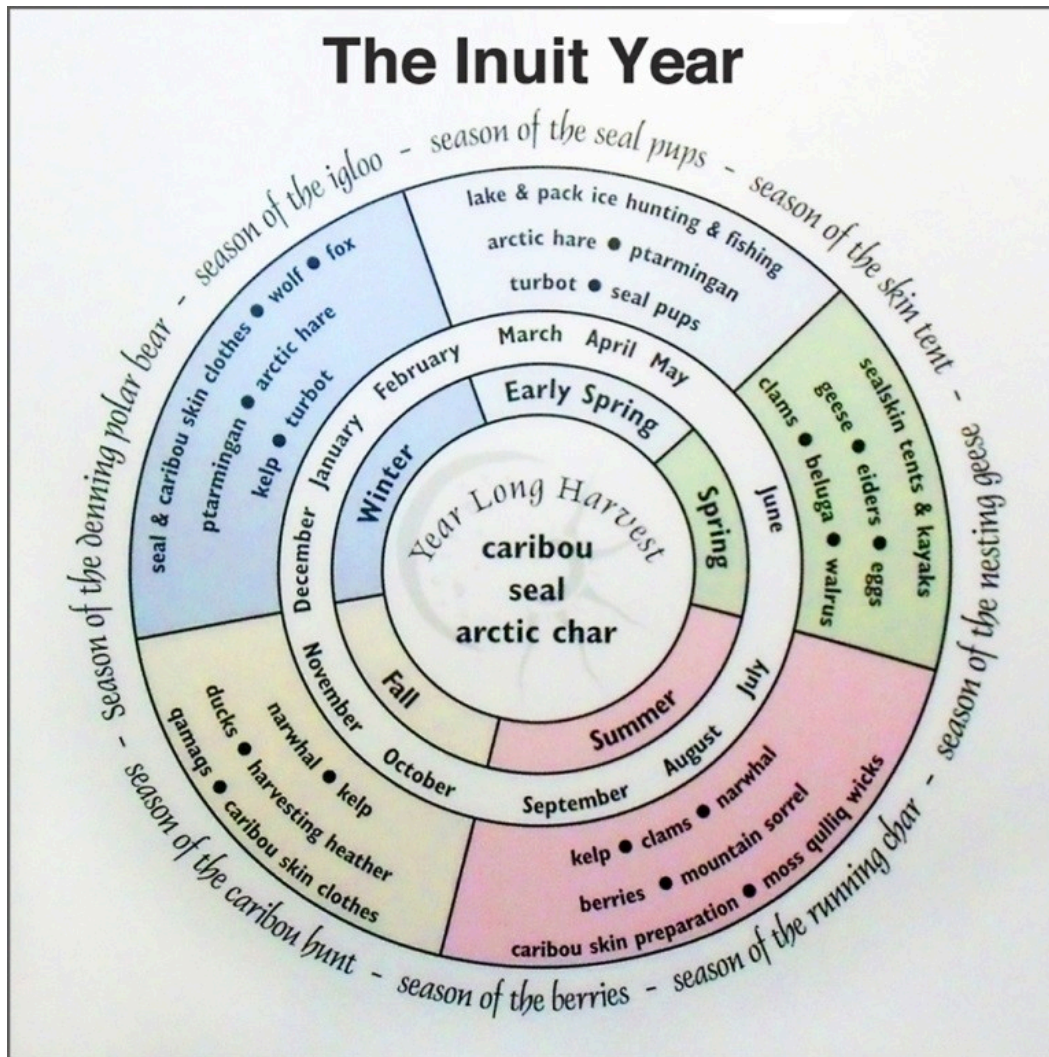 The Inuit Year
season of the igloo - season of the seal pups - season of the skin tent - season of the nesting geese - season of the running char - season of the berries - season of the caribou hunt - Season of the denning polar bear -
lake & pack ice hunting & fishing
arctic hare ● ptarmigan
turbot ● seal pups
sealskin tents & kayaks
geese ● eiders ● eggs
clams ● beluga ● walrus
kelp ● clams ● narwhal
berries ● mountain sorrel
caribou skin preparation ● moss qulliq wicks
narwhal ● kelp
ducks ● harvesting heather
qamaqs ● caribou skin clothes
seal & caribou skin clothes ● wolf ● fox
ptarmingan ● arctic hare
kelp ● turbot
January February March April May June July August September October November December
Winter
Early Spring
Spring
Summer
Fall
Year Long Harvest
caribou
seal
arctic char